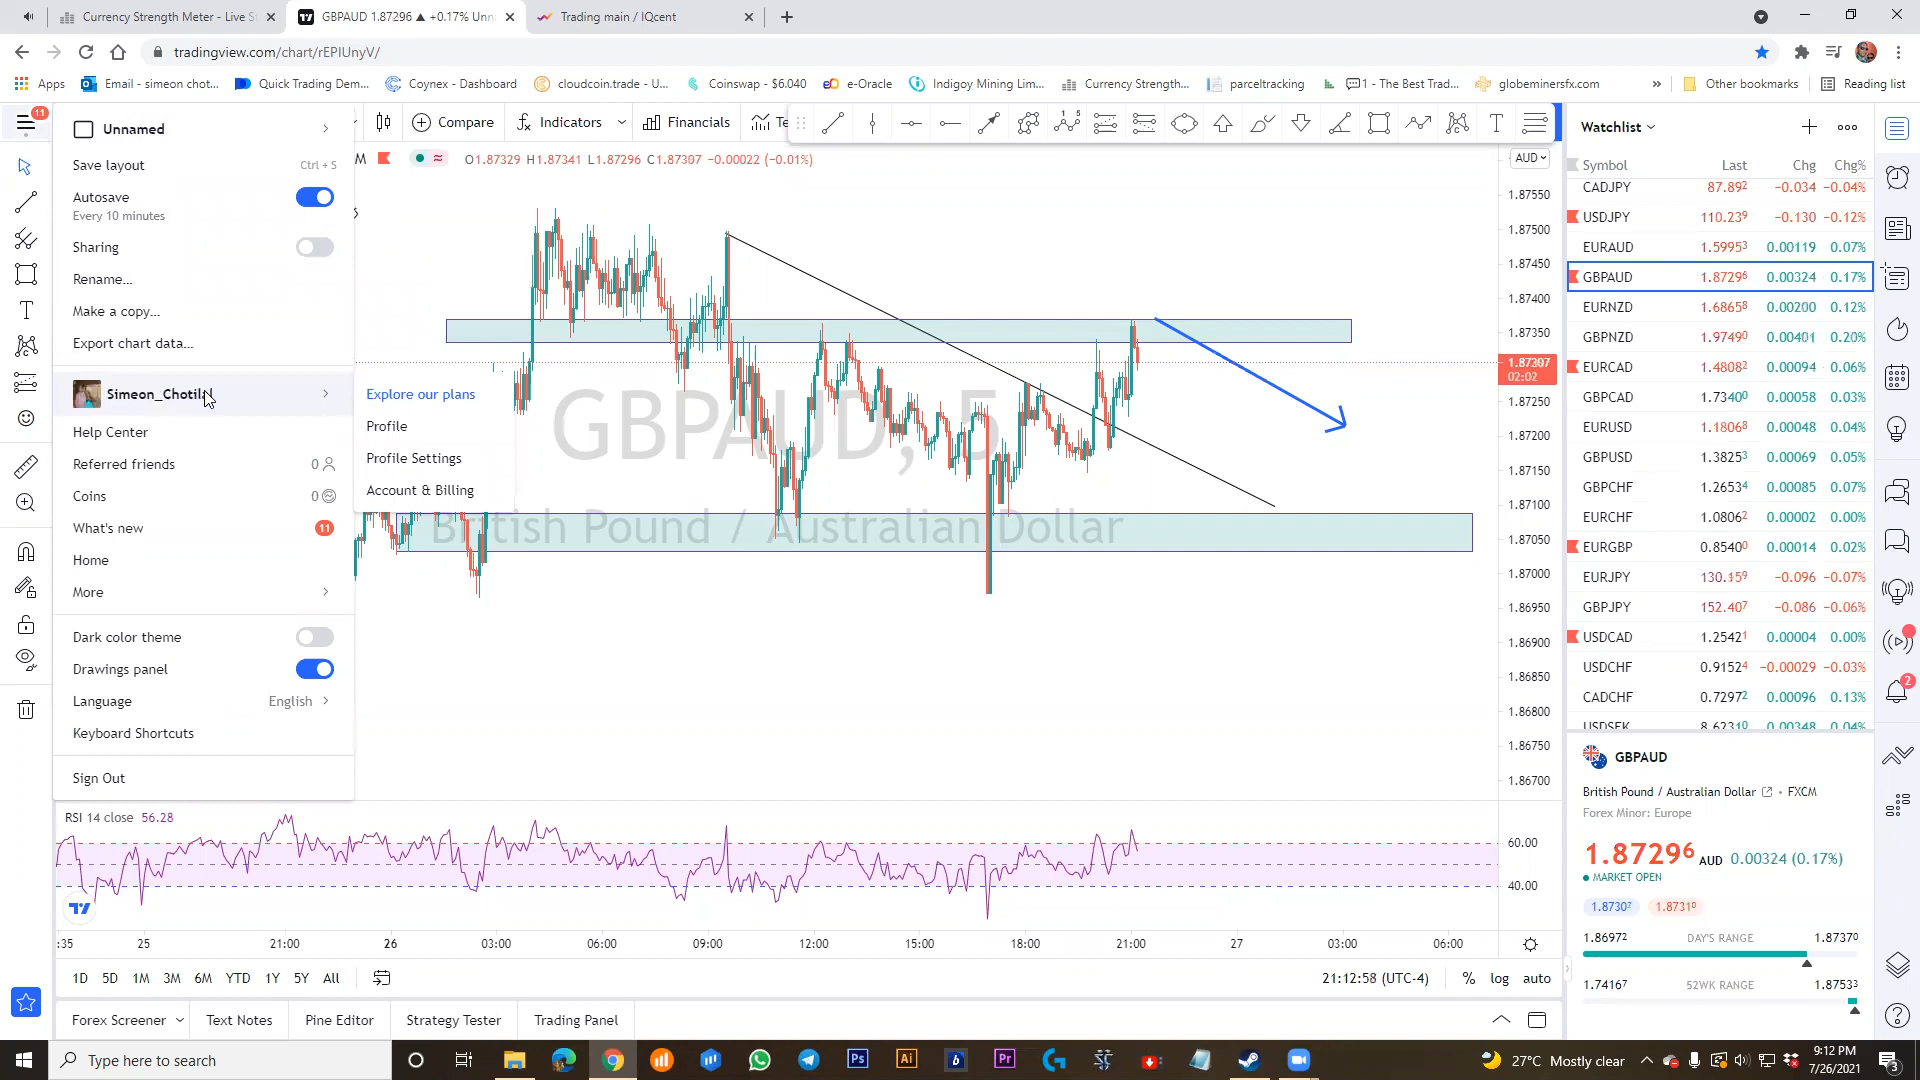 Currency Strength Meter - Live S
GBPAUD 1.87296 ▲ +0.17% Unn
Trading main / IQcent
tradingview.com/chart/rEPIUnyV/
Apps
Email - simeon chot...
Quick Trading Dem...
Coynex - Dashboard
cloudcoin.trade - U...
Coinswap - $6.040
e-Oracle
Indigoy Mining Lim...
Currency Strength...
parceltracking
1 - The Best Trad...
globeminersfx.com
»
Other bookmarks
Reading list
11
Unnamed
Compare
Indicators
Financials
Te
Watchlist
Save layout
Ctrl + S
M
O1.87329 H1.87341 L1.87296 C1.87307 −0.00022 (−0.01%)
AUD
Symbol Last Chg Chg%
Autosave
Every 10 minutes
Sharing
Rename...
Make a copy...
Export chart data...
Simeon_Chotilal
Help Center
Referred friends 0
Coins 0
What's new 11
Home
More
Dark color theme
Drawings panel
Language English
Keyboard Shortcuts
Sign Out
Explore our plans
Profile
Profile Settings
Account & Billing
GBPAUD, 5
British Pound / Australian Dollar
1.87550
1.87500
1.87450
1.87400
1.87350
1.87307
02:02
1.87250
1.87200
1.87150
1.87100
1.87050
1.87000
1.86950
1.86900
1.86850
1.86800
1.86750
1.86700
CADJPY 87.892 −0.034 −0.04%
USDJPY 110.239 −0.130 −0.12%
EURAUD 1.59953 0.00119 0.07%
GBPAUD 1.87296 0.00324 0.17%
EURNZD 1.68658 0.00200 0.12%
GBPNZD 1.97490 0.00401 0.20%
EURCAD 1.48082 0.00094 0.06%
GBPCAD 1.73400 0.00058 0.03%
EURUSD 1.18068 0.00048 0.04%
GBPUSD 1.38253 0.00069 0.05%
GBPCHF 1.26534 0.00085 0.07%
EURCHF 1.08062 0.00002 0.00%
EURGBP 0.85400 0.00014 0.02%
EURJPY 130.159 −0.096 −0.07%
GBPJPY 152.407 −0.086 −0.06%
USDCAD 1.25421 0.00004 0.00%
USDCHF 0.91524 −0.00029 −0.03%
CADCHF 0.72972 0.00096 0.13%
USDSEK 8.62310 0.00348 0.04%
2
GBPAUD
British Pound / Australian Dollar • FXCM
Forex Minor: Europe
1.87296 AUD 0.00324 (0.17%)
MARKET OPEN
1.87307 1.87310
1.86972 DAY'S RANGE 1.87370
1.74167 52WK RANGE 1.87533
RSI 14 close 56.28
60.00
40.00
:35 25 21:00 26 03:00 06:00 09:00 12:00 15:00 18:00 21:00 27 03:00 06:00
1D 5D 1M 3M 6M YTD 1Y 5Y All
21:12:58 (UTC-4) % log auto
Forex Screener
Text Notes
Pine Editor
Strategy Tester
Trading Panel
Type here to search
Ps
Ai
b
Pr
27°C Mostly clear
9:12 PM
7/26/2021
3